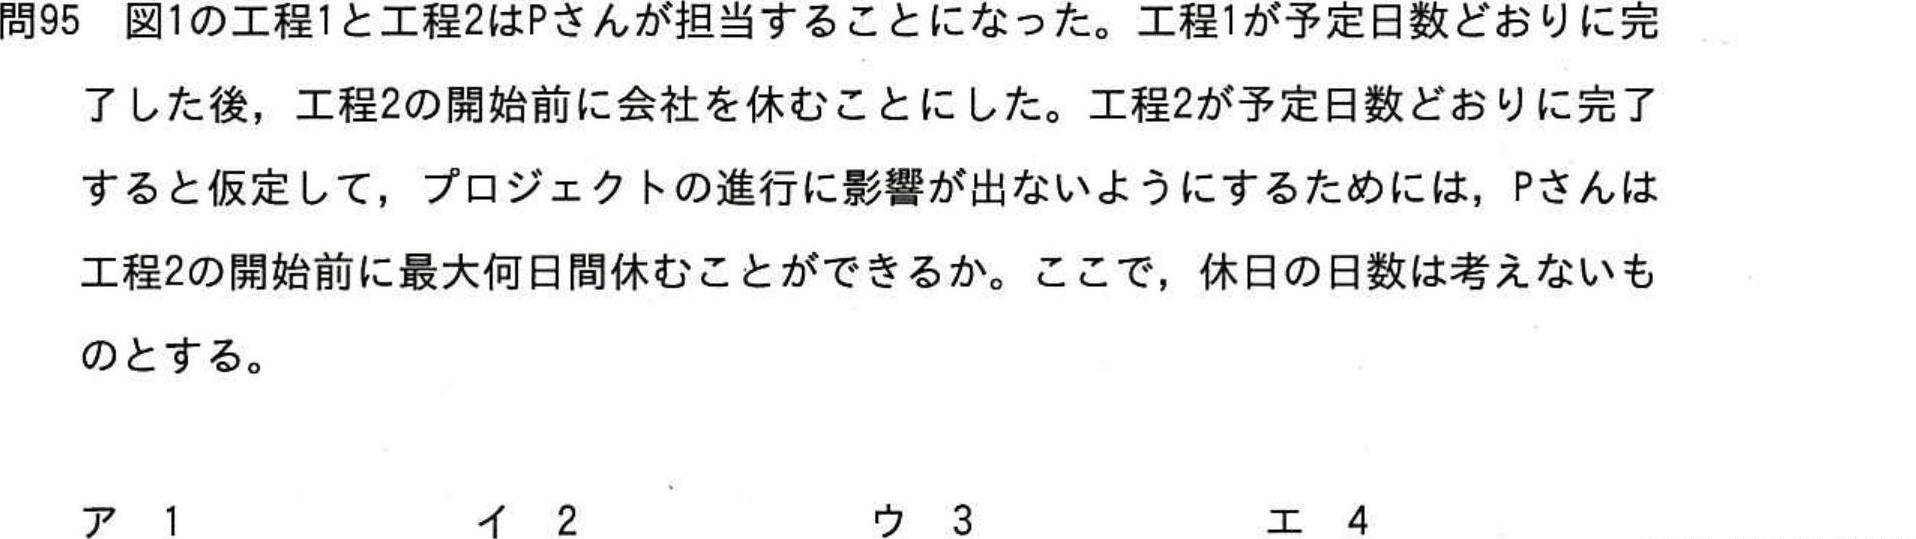 問95 図1の工程1と工程2はPさんが担当することになった。工程1が予定日数どおりに完
了した後，工程2の開始前に会社を休むことにした。工程2が予定日数どおりに完了
すると仮定して，プロジェクトの進行に影響が出ないようにするためには，Pさんは
工程2の開始前に最大何日間休むことができるか。ここで，休日の日数は考えないも
のとする。
ア 1 イ 2 ウ 3 エ 4